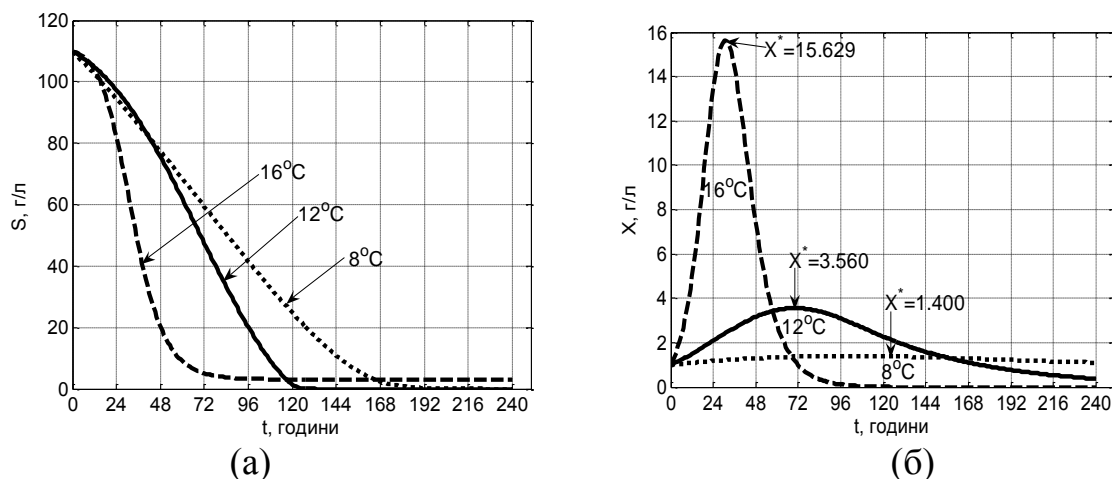 120
100
80
60
40
20
0
S, г/л
16°C
12°C
8°C
0 24 48 72 96 120 144 168 192 216 240
t, години
(а)
16
14
12
10
8
6
4
2
0
X, г/л
X*=15.629
16°C
X*=3.560
X*=1.400
12°C
8°C
0 24 48 72 96 120 144 168 192 216 240
t, години
(б)